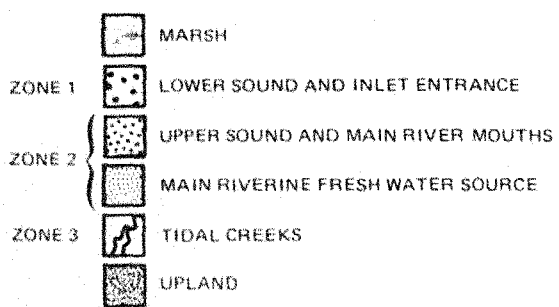 MARSH
ZONE 1 LOWER SOUND AND INLET ENTRANCE
UPPER SOUND AND MAIN RIVER MOUTHS
ZONE 2
MAIN RIVERINE FRESH WATER SOURCE
ZONE 3 TIDAL CREEKS
UPLAND